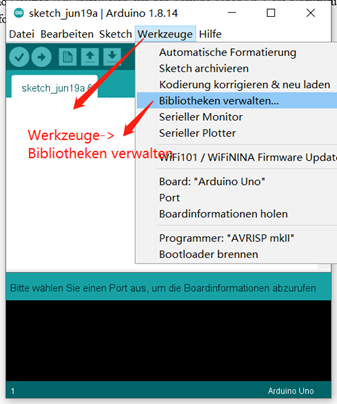 sketch_jun19a | Arduino 1.8.14
Datei Bearbeiten Sketch Werkzeuge Hilfe
sketch_jun19a
Automatische Formatierung
Sketch archivieren
Kodierung korrigieren & neu laden
Bibliotheken verwalten...
Serieller Monitor
Serieller Plotter
WiFi101 / WiFiNINA Firmware Update
Board: "Arduino Uno"
Port
Boardinformationen holen
Programmer: "AVRISP mkII"
Bootloader brennen
Werkzeuge->
Bibliotheken verwalten
Bitte wählen Sie einen Port aus, um die Boardinformationen abzurufen
1
Arduino Uno